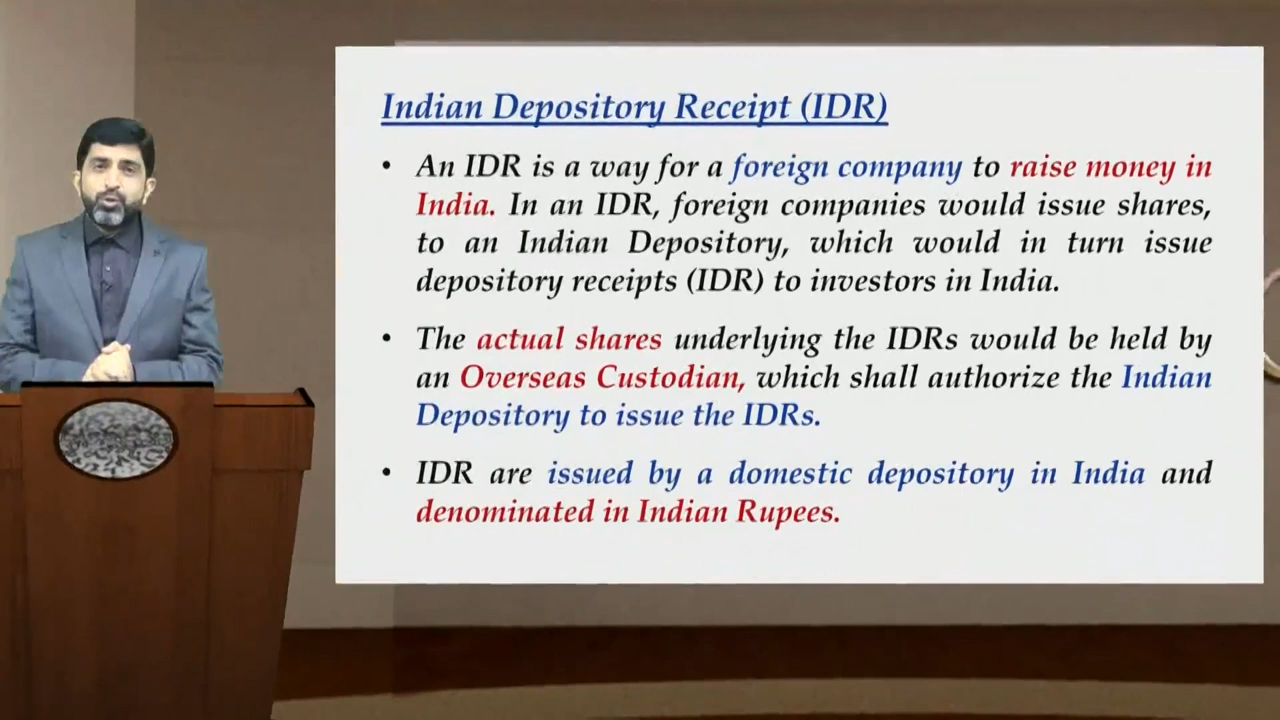 Indian Depository Receipt (IDR)
• An IDR is a way for a foreign company to raise money in
India. In an IDR, foreign companies would issue shares,
to an Indian Depository, which would in turn issue
depository receipts (IDR) to investors in India.
• The actual shares underlying the IDRs would be held by
an Overseas Custodian, which shall authorize the Indian
Depository to issue the IDRs.
• IDR are issued by a domestic depository in India and
denominated in Indian Rupees.